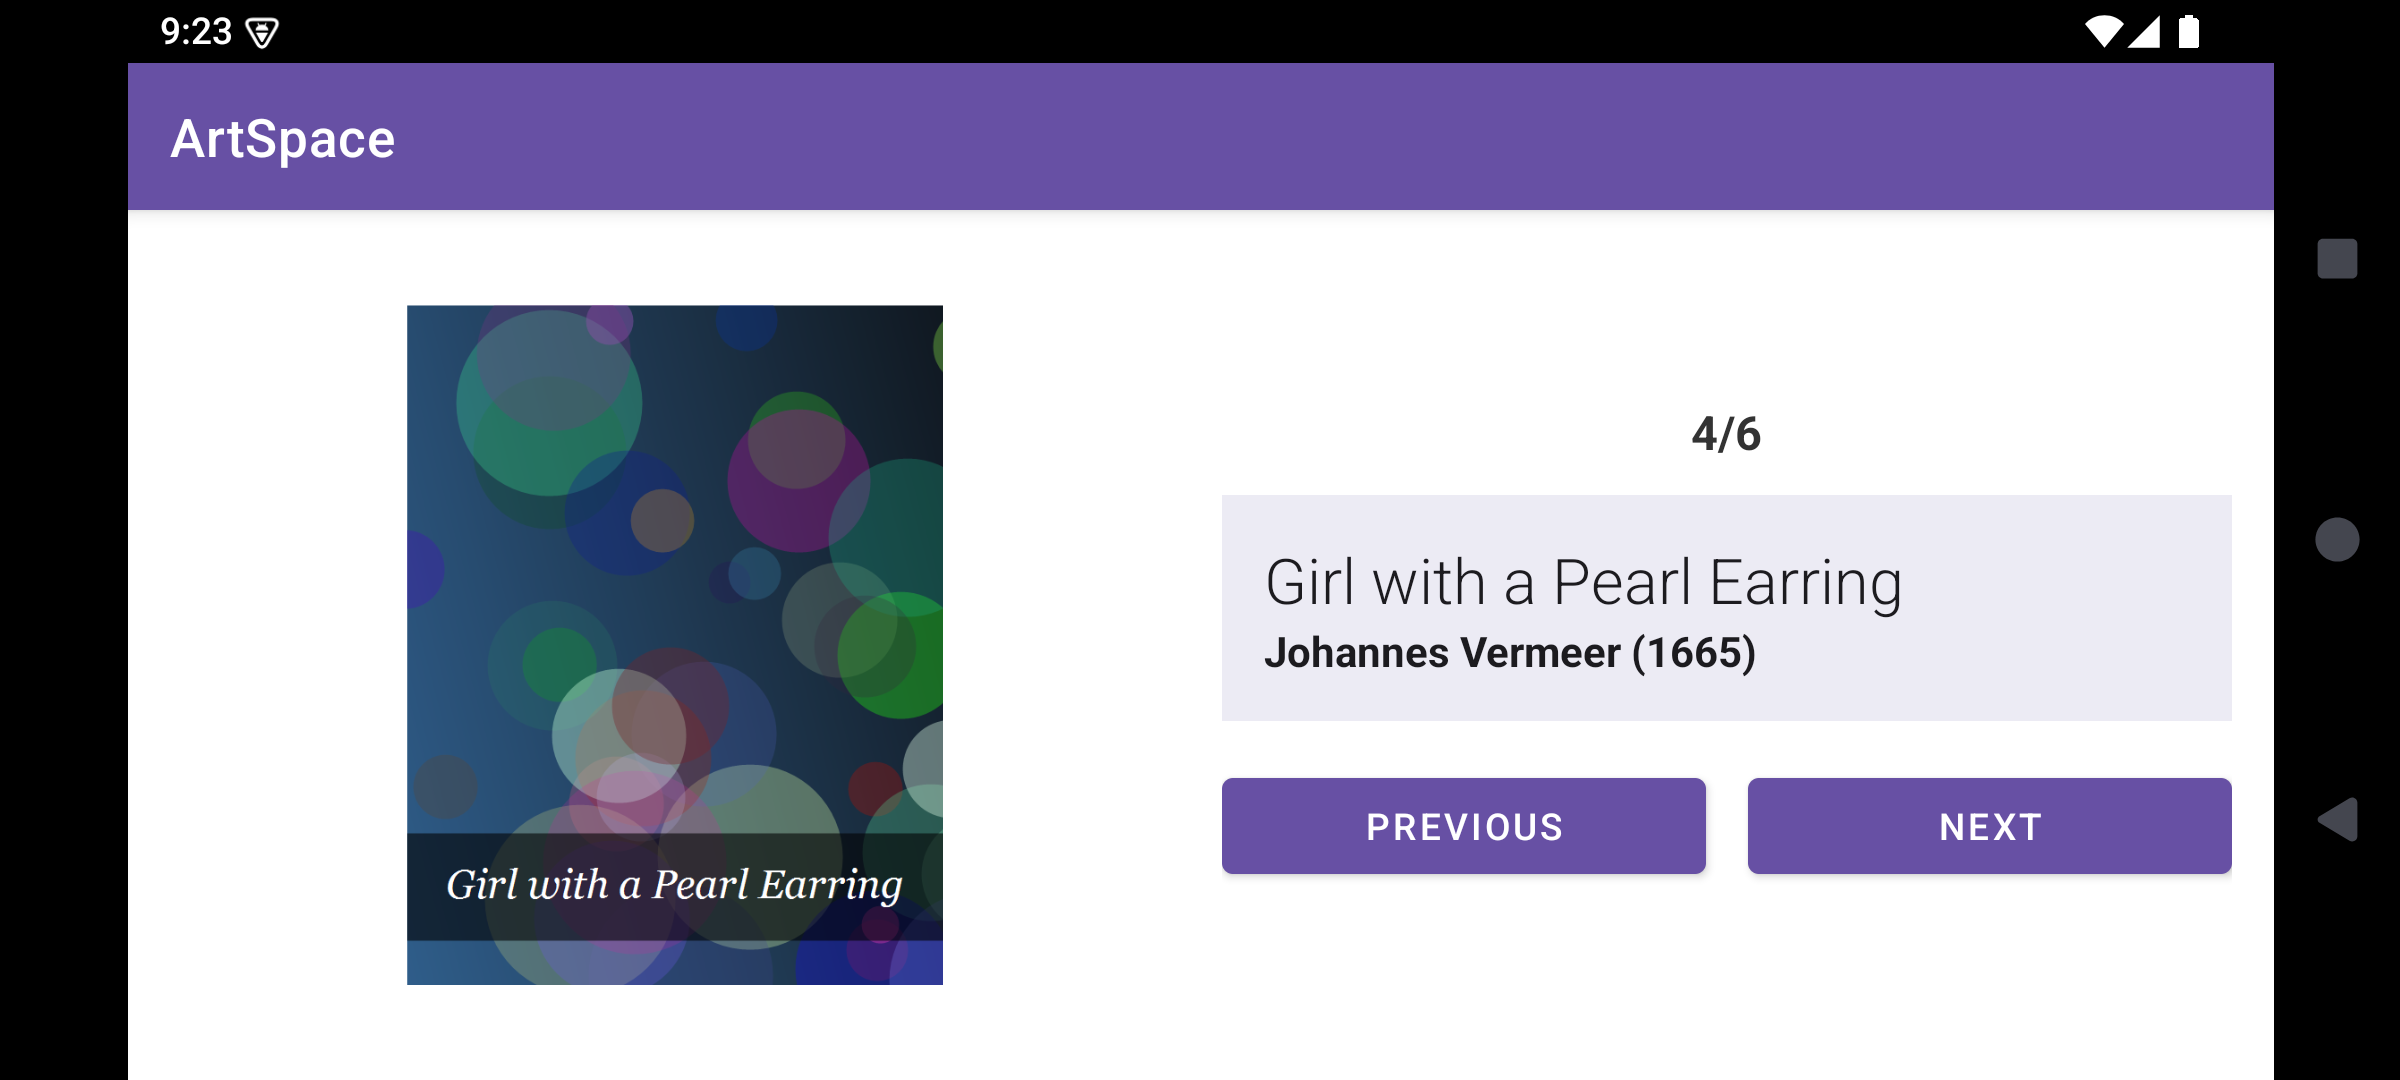 9:23
ArtSpace
Girl with a Pearl Earring
4/6
Girl with a Pearl Earring
Johannes Vermeer (1665)
PREVIOUS
NEXT